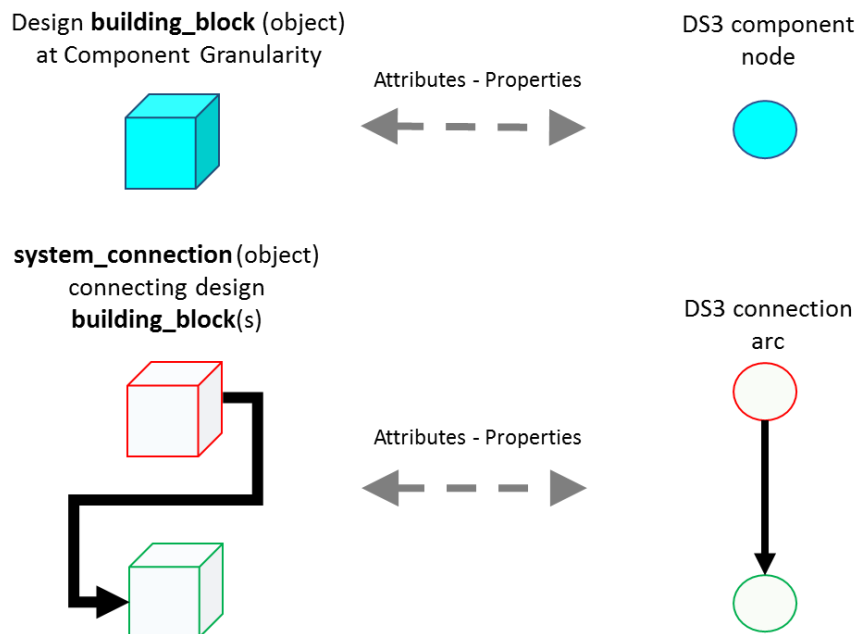 Design building_block (object)
at Component Granularity
DS3 component
node
Attributes - Properties
system_connection (object)
connecting design
building_block(s)
DS3 connection
arc
Attributes - Properties